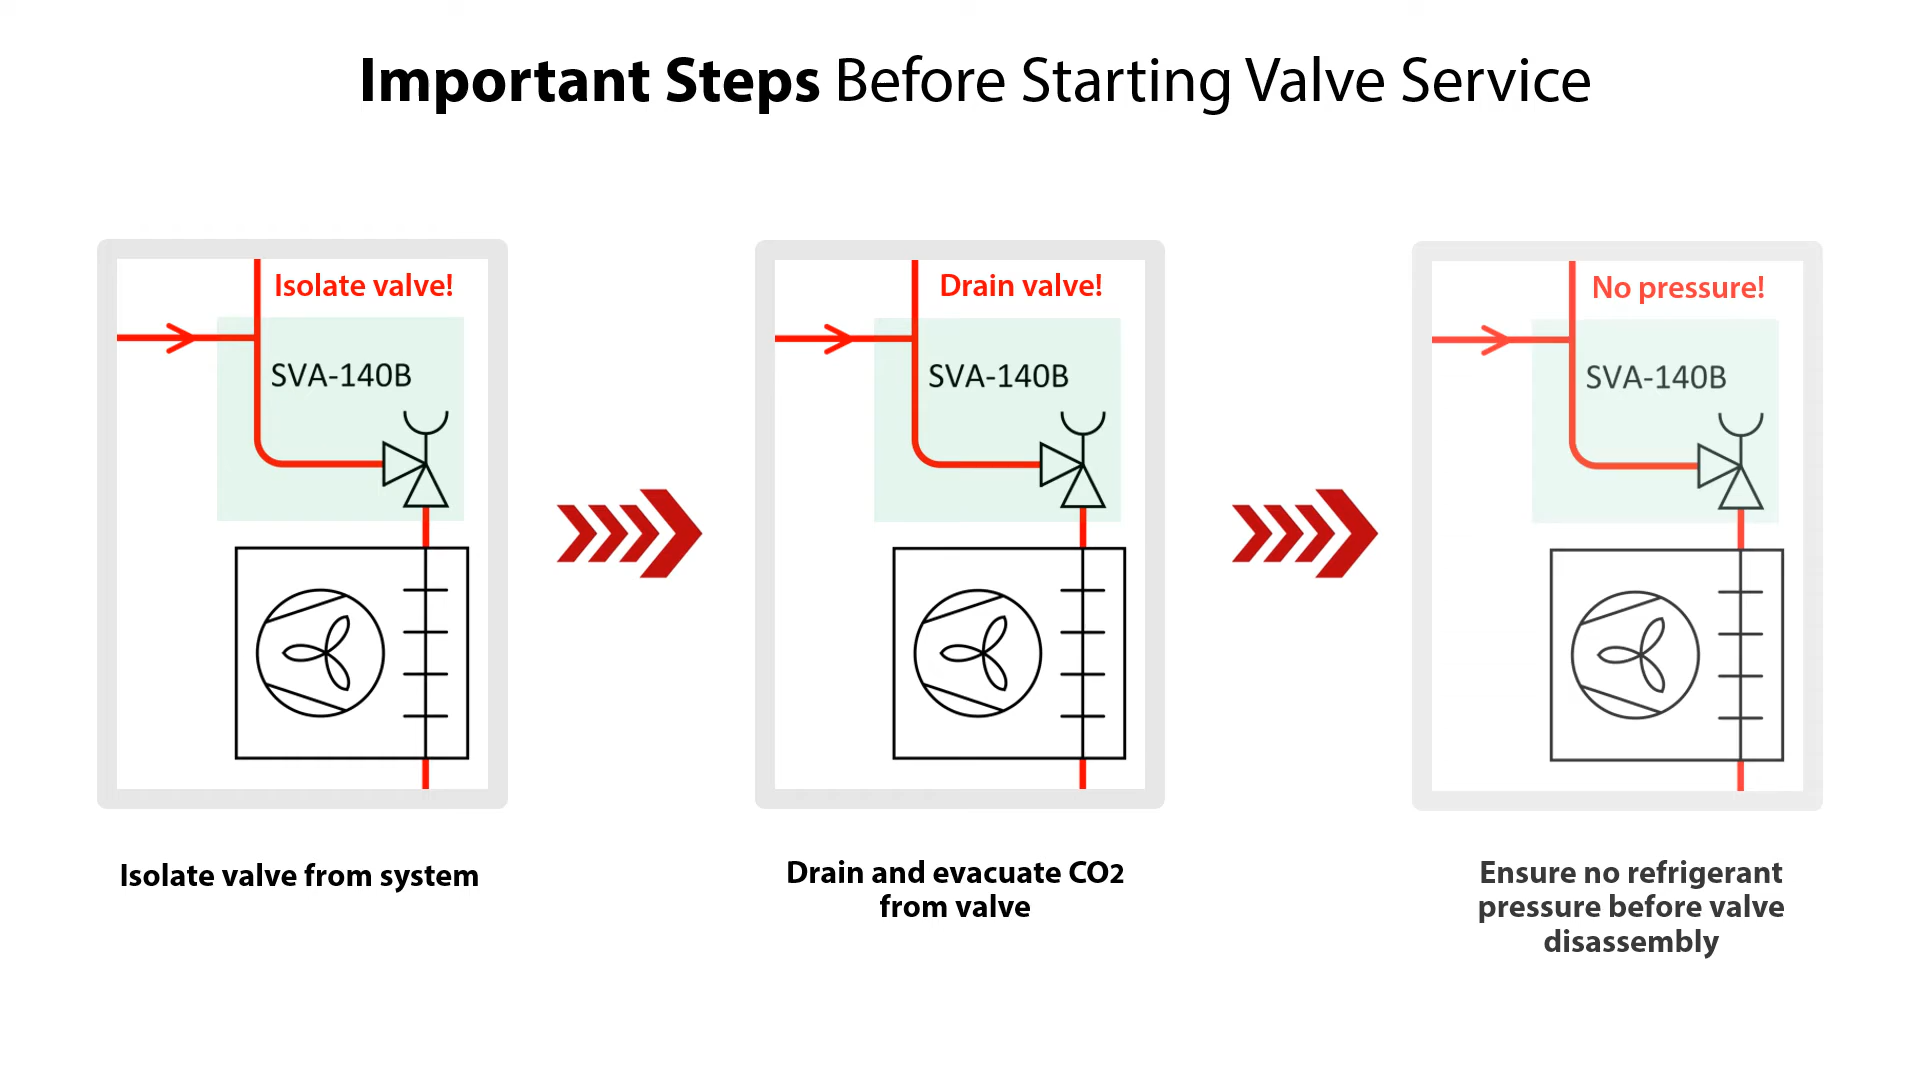 Important Steps Before Starting Valve Service
Isolate valve!
SVA-140B
Isolate valve from system
Drain valve!
SVA-140B
Drain and evacuate CO2
from valve
No pressure!
SVA-140B
Ensure no refrigerant
pressure before valve
disassembly